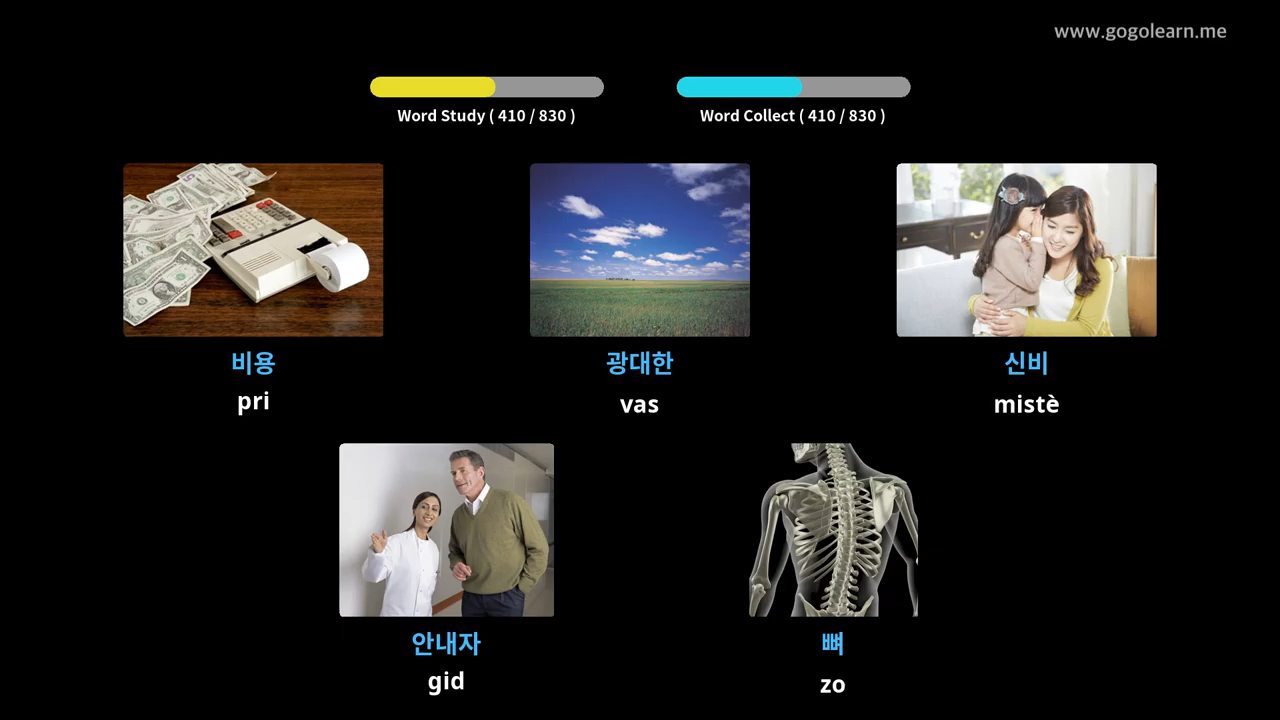 www.gogolearn.me
Word Study ( 410 / 830 )
Word Collect ( 410 / 830 )
비용
pri
광대한
vas
신비
mistè
안내자
gid
뼈
zo